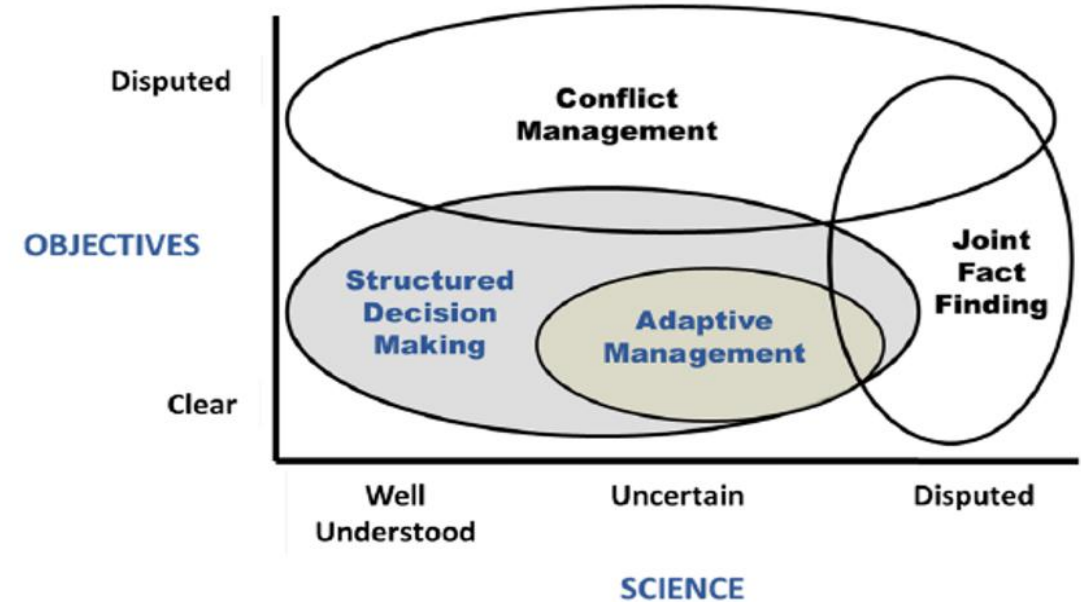 Disputed
Conflict
Management
OBJECTIVES
Joint
Fact
Finding
Structured
Decision
Making
Adaptive
Management
Clear
Well
Understood
Uncertain
Disputed
SCIENCE